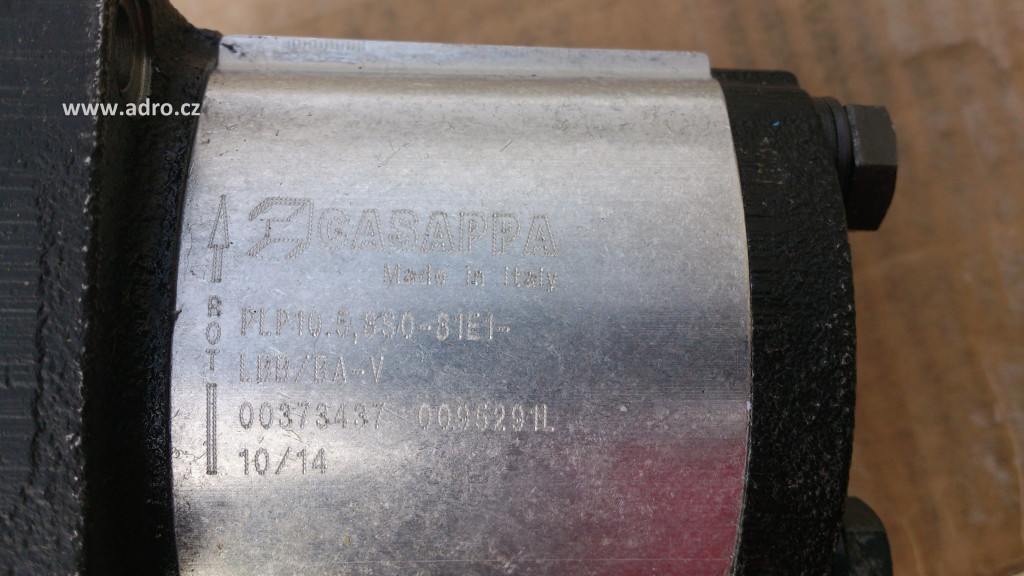 www.adro.cz
CASAPPA
Made in Italy
ROT
PLP10.5,9S0-81E1-
LBB/BA-V
00373437 0095291L
10/14